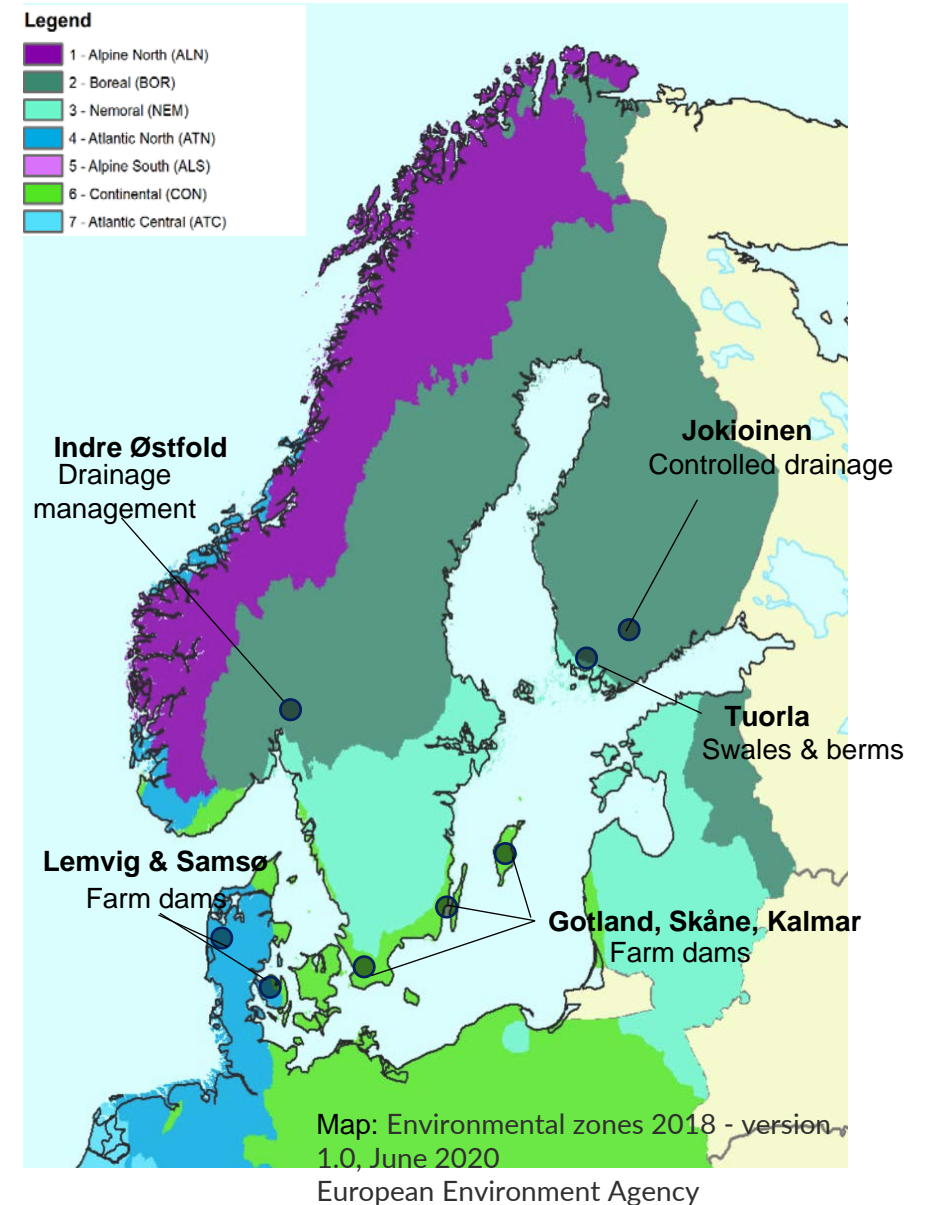 Legend
1 - Alpine North (ALN)
2 - Boreal (BOR)
3 - Nemoral (NEM)
4 - Atlantic North (ATN)
5 - Alpine South (ALS)
6 - Continental (CON)
7 - Atlantic Central (ATC)
Indre Østfold
Drainage
management
Jokioinen
Controlled drainage
Tuorla
Swales & berms
Lemvig & Samsø
Farm dams
Gotland, Skåne, Kalmar
Farm dams
Map: Environmental zones 2018 - version
1.0, June 2020
European Environment Agency